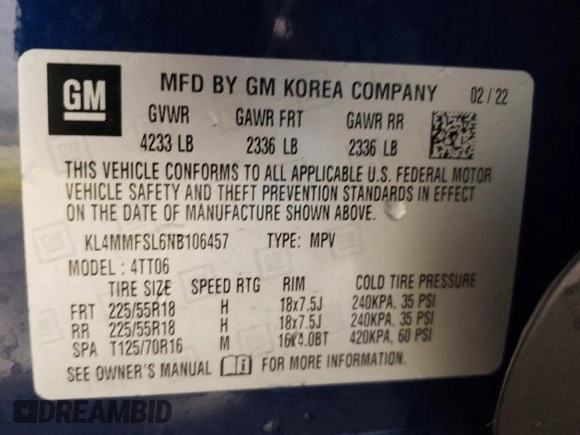 GM MFD BY GM KOREA COMPANY 02 / 22
GVWR GAWR FRT GAWR RR
4233 LB 2336 LB 2336 LB
THIS VEHICLE CONFORMS TO ALL APPLICABLE U.S. FEDERAL MOTOR
VEHICLE SAFETY AND THEFT PREVENTION STANDARDS IN EFFECT
ON THE DATE OF MANUFACTURE SHOWN ABOVE.
KL4MMFSL6NB106457 TYPE: MPV
MODEL : 4TT06
TIRE SIZE SPEED RTG RIM COLD TIRE PRESSURE
FRT 225/55R18 H 18x7.5J 240KPA, 35 PSI
RR 225/55R18 H 18x7.5J 240KPA, 35 PSI
SPA T125/70R16 M 16x4.0BT 420KPA, 60 PSI
SEE OWNER'S MANUAL i FOR MORE INFORMATION.
DREAMBID